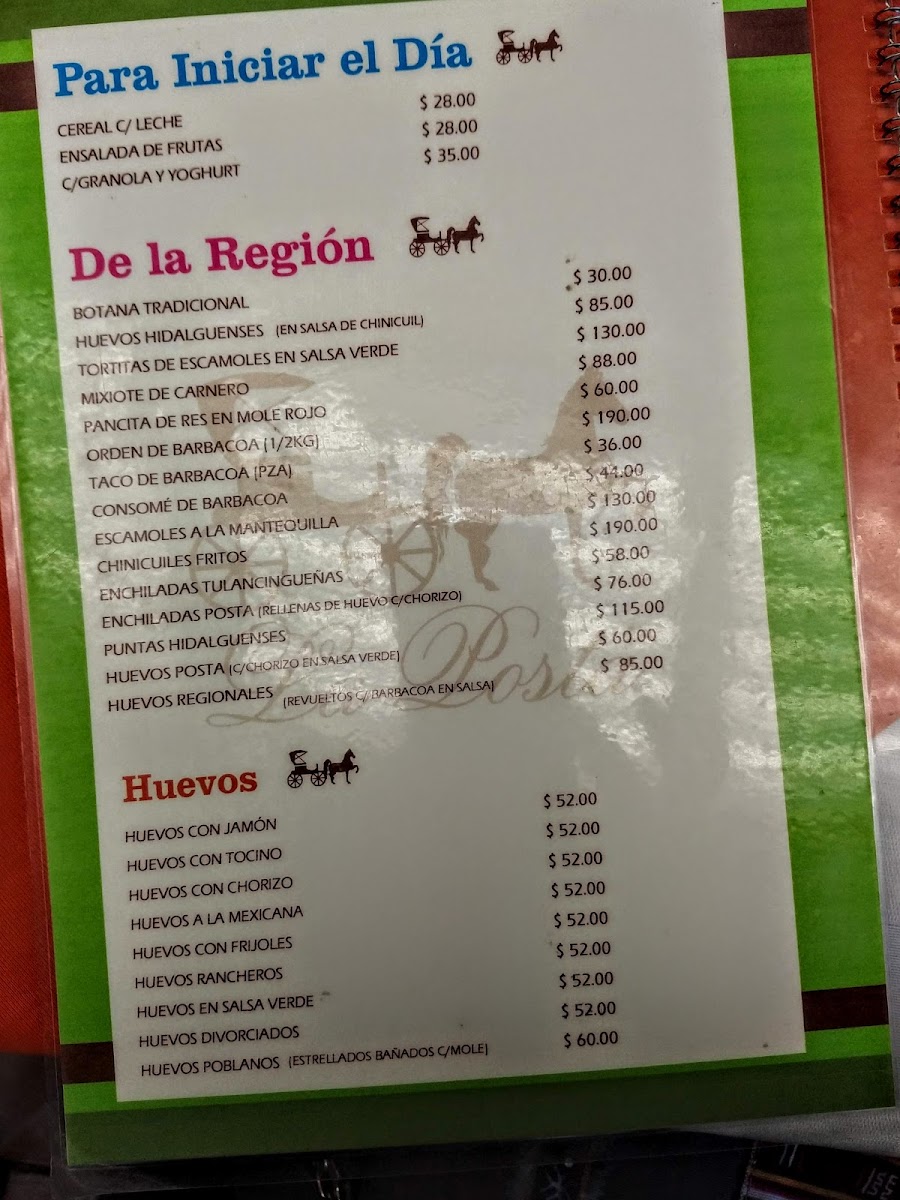 Para Iniciar el Día
CEREAL C/ LECHE $ 28.00
ENSALADA DE FRUTAS $ 28.00
C/GRANOLA Y YOGHURT $ 35.00
De la Región
BOTANA TRADICIONAL $ 30.00
HUEVOS HIDALGUENSES (EN SALSA DE CHINICUIL) $ 85.00
TORTITAS DE ESCAMOLES EN SALSA VERDE $ 130.00
MIXIOTE DE CARNERO $ 88.00
PANCITA DE RES EN MOLE ROJO $ 60.00
ORDEN DE BARBACOA (1/2KG) $ 190.00
TACO DE BARBACOA (PZA) $ 36.00
CONSOMÉ DE BARBACOA $ 44.00
ESCAMOLES A LA MANTEQUILLA $ 130.00
CHINICUILES FRITOS $ 190.00
ENCHILADAS TULANCINGUEÑAS $ 58.00
ENCHILADAS POSTA (RELLENAS DE HUEVO C/CHORIZO) $ 76.00
PUNTAS HIDALGUENSES $ 115.00
HUEVOS POSTA (C/CHORIZO EN SALSA VERDE) $ 60.00
HUEVOS REGIONALES (REVUELTOS C/ BARBACOA EN SALSA) $ 85.00
La Posta
Huevos
HUEVOS CON JAMÓN $ 52.00
HUEVOS CON TOCINO $ 52.00
HUEVOS CON CHORIZO $ 52.00
HUEVOS A LA MEXICANA $ 52.00
HUEVOS CON FRIJOLES $ 52.00
HUEVOS RANCHEROS $ 52.00
HUEVOS EN SALSA VERDE $ 52.00
HUEVOS DIVORCIADOS $ 52.00
HUEVOS POBLANOS (ESTRELLADOS BAÑADOS C/MOLE) $ 60.00